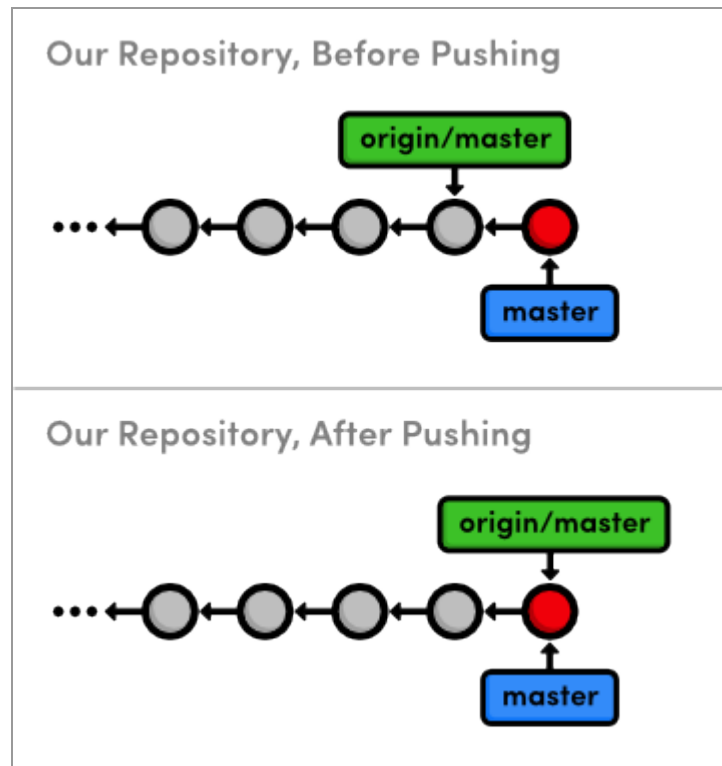 Our Repository, Before Pushing
origin/master
master
Our Repository, After Pushing
origin/master
master